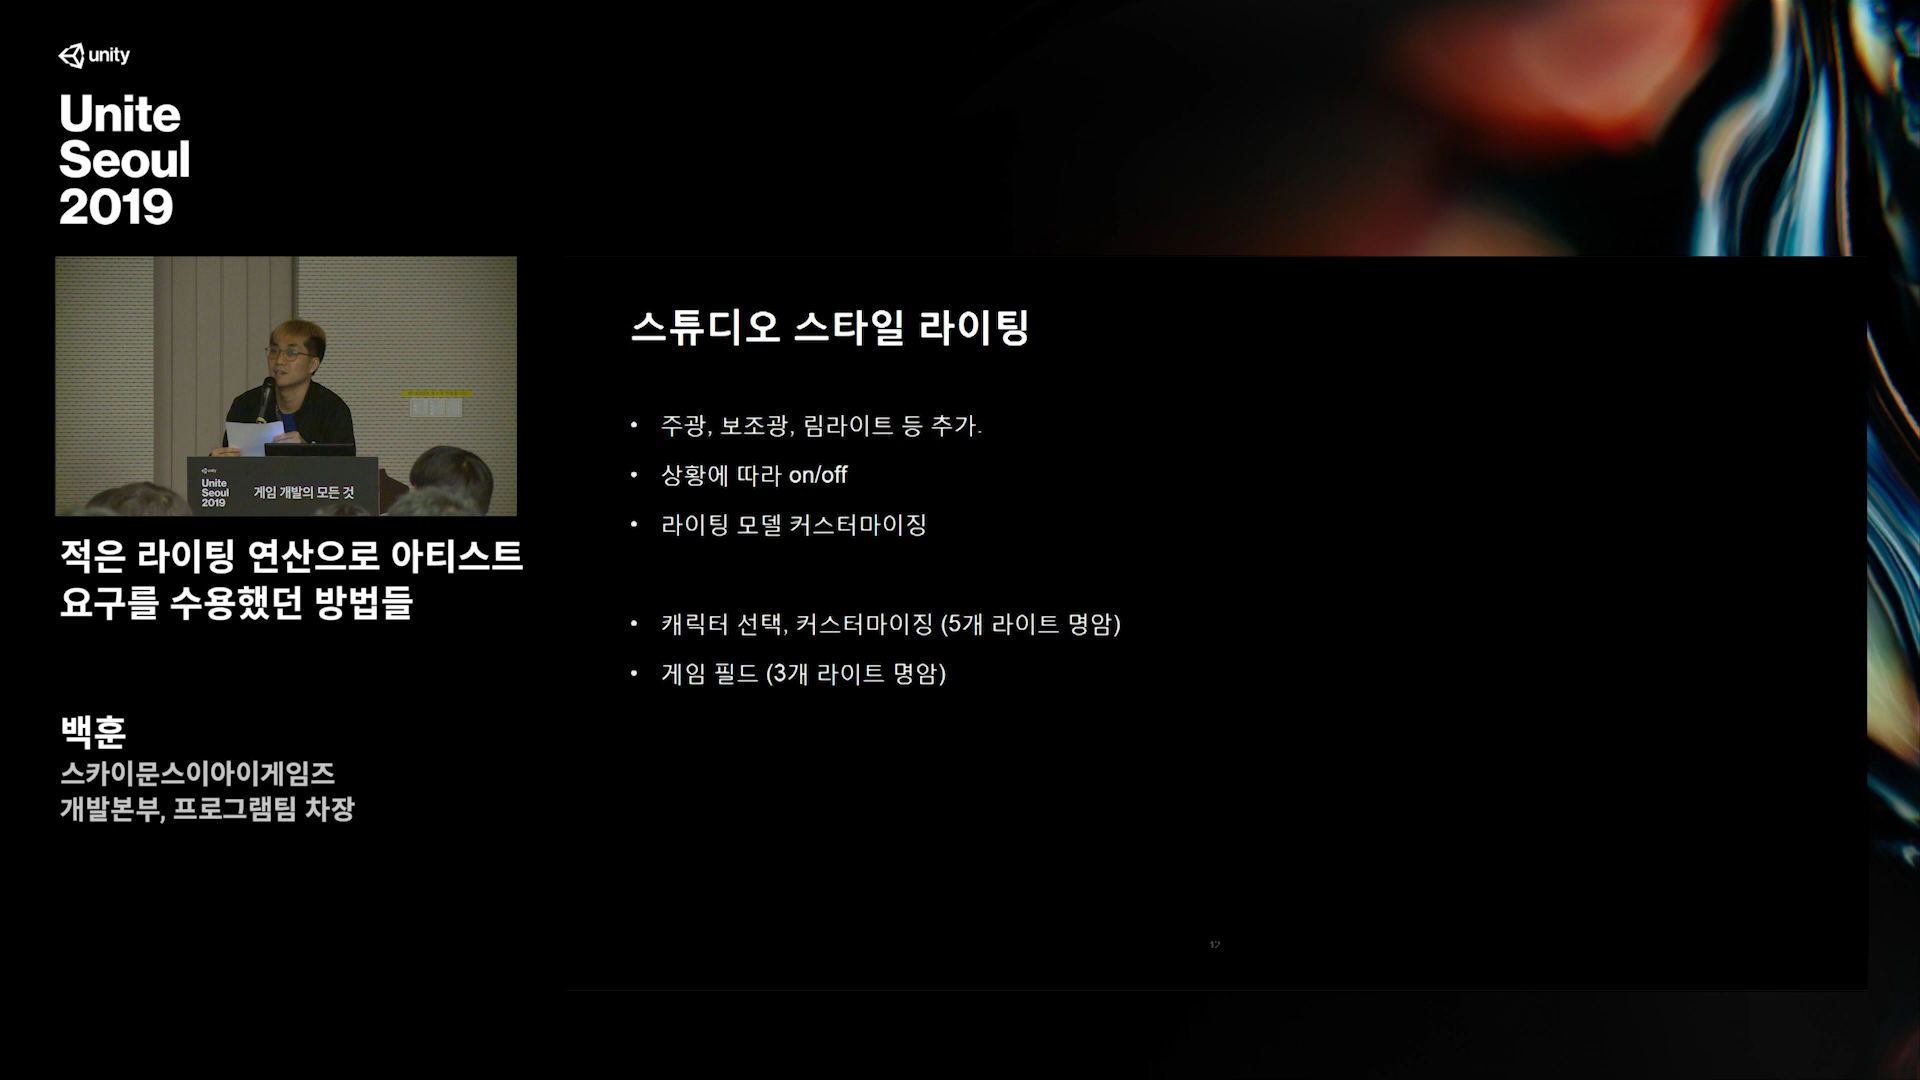 unity
Unite
Seoul
2019
unity
Unite
Seoul
2019
게임 개발의 모든 것
적은 라이팅 연산으로 아티스트
요구를 수용했던 방법들
백훈
스카이문스이아이게임즈
개발본부, 프로그램팀 차장
스튜디오 스타일 라이팅
• 주광, 보조광, 림라이트 등 추가.
• 상황에 따라 on/off
• 라이팅 모델 커스터마이징
• 캐릭터 선택, 커스터마이징 (5개 라이트 명암)
• 게임 필드 (3개 라이트 명암)